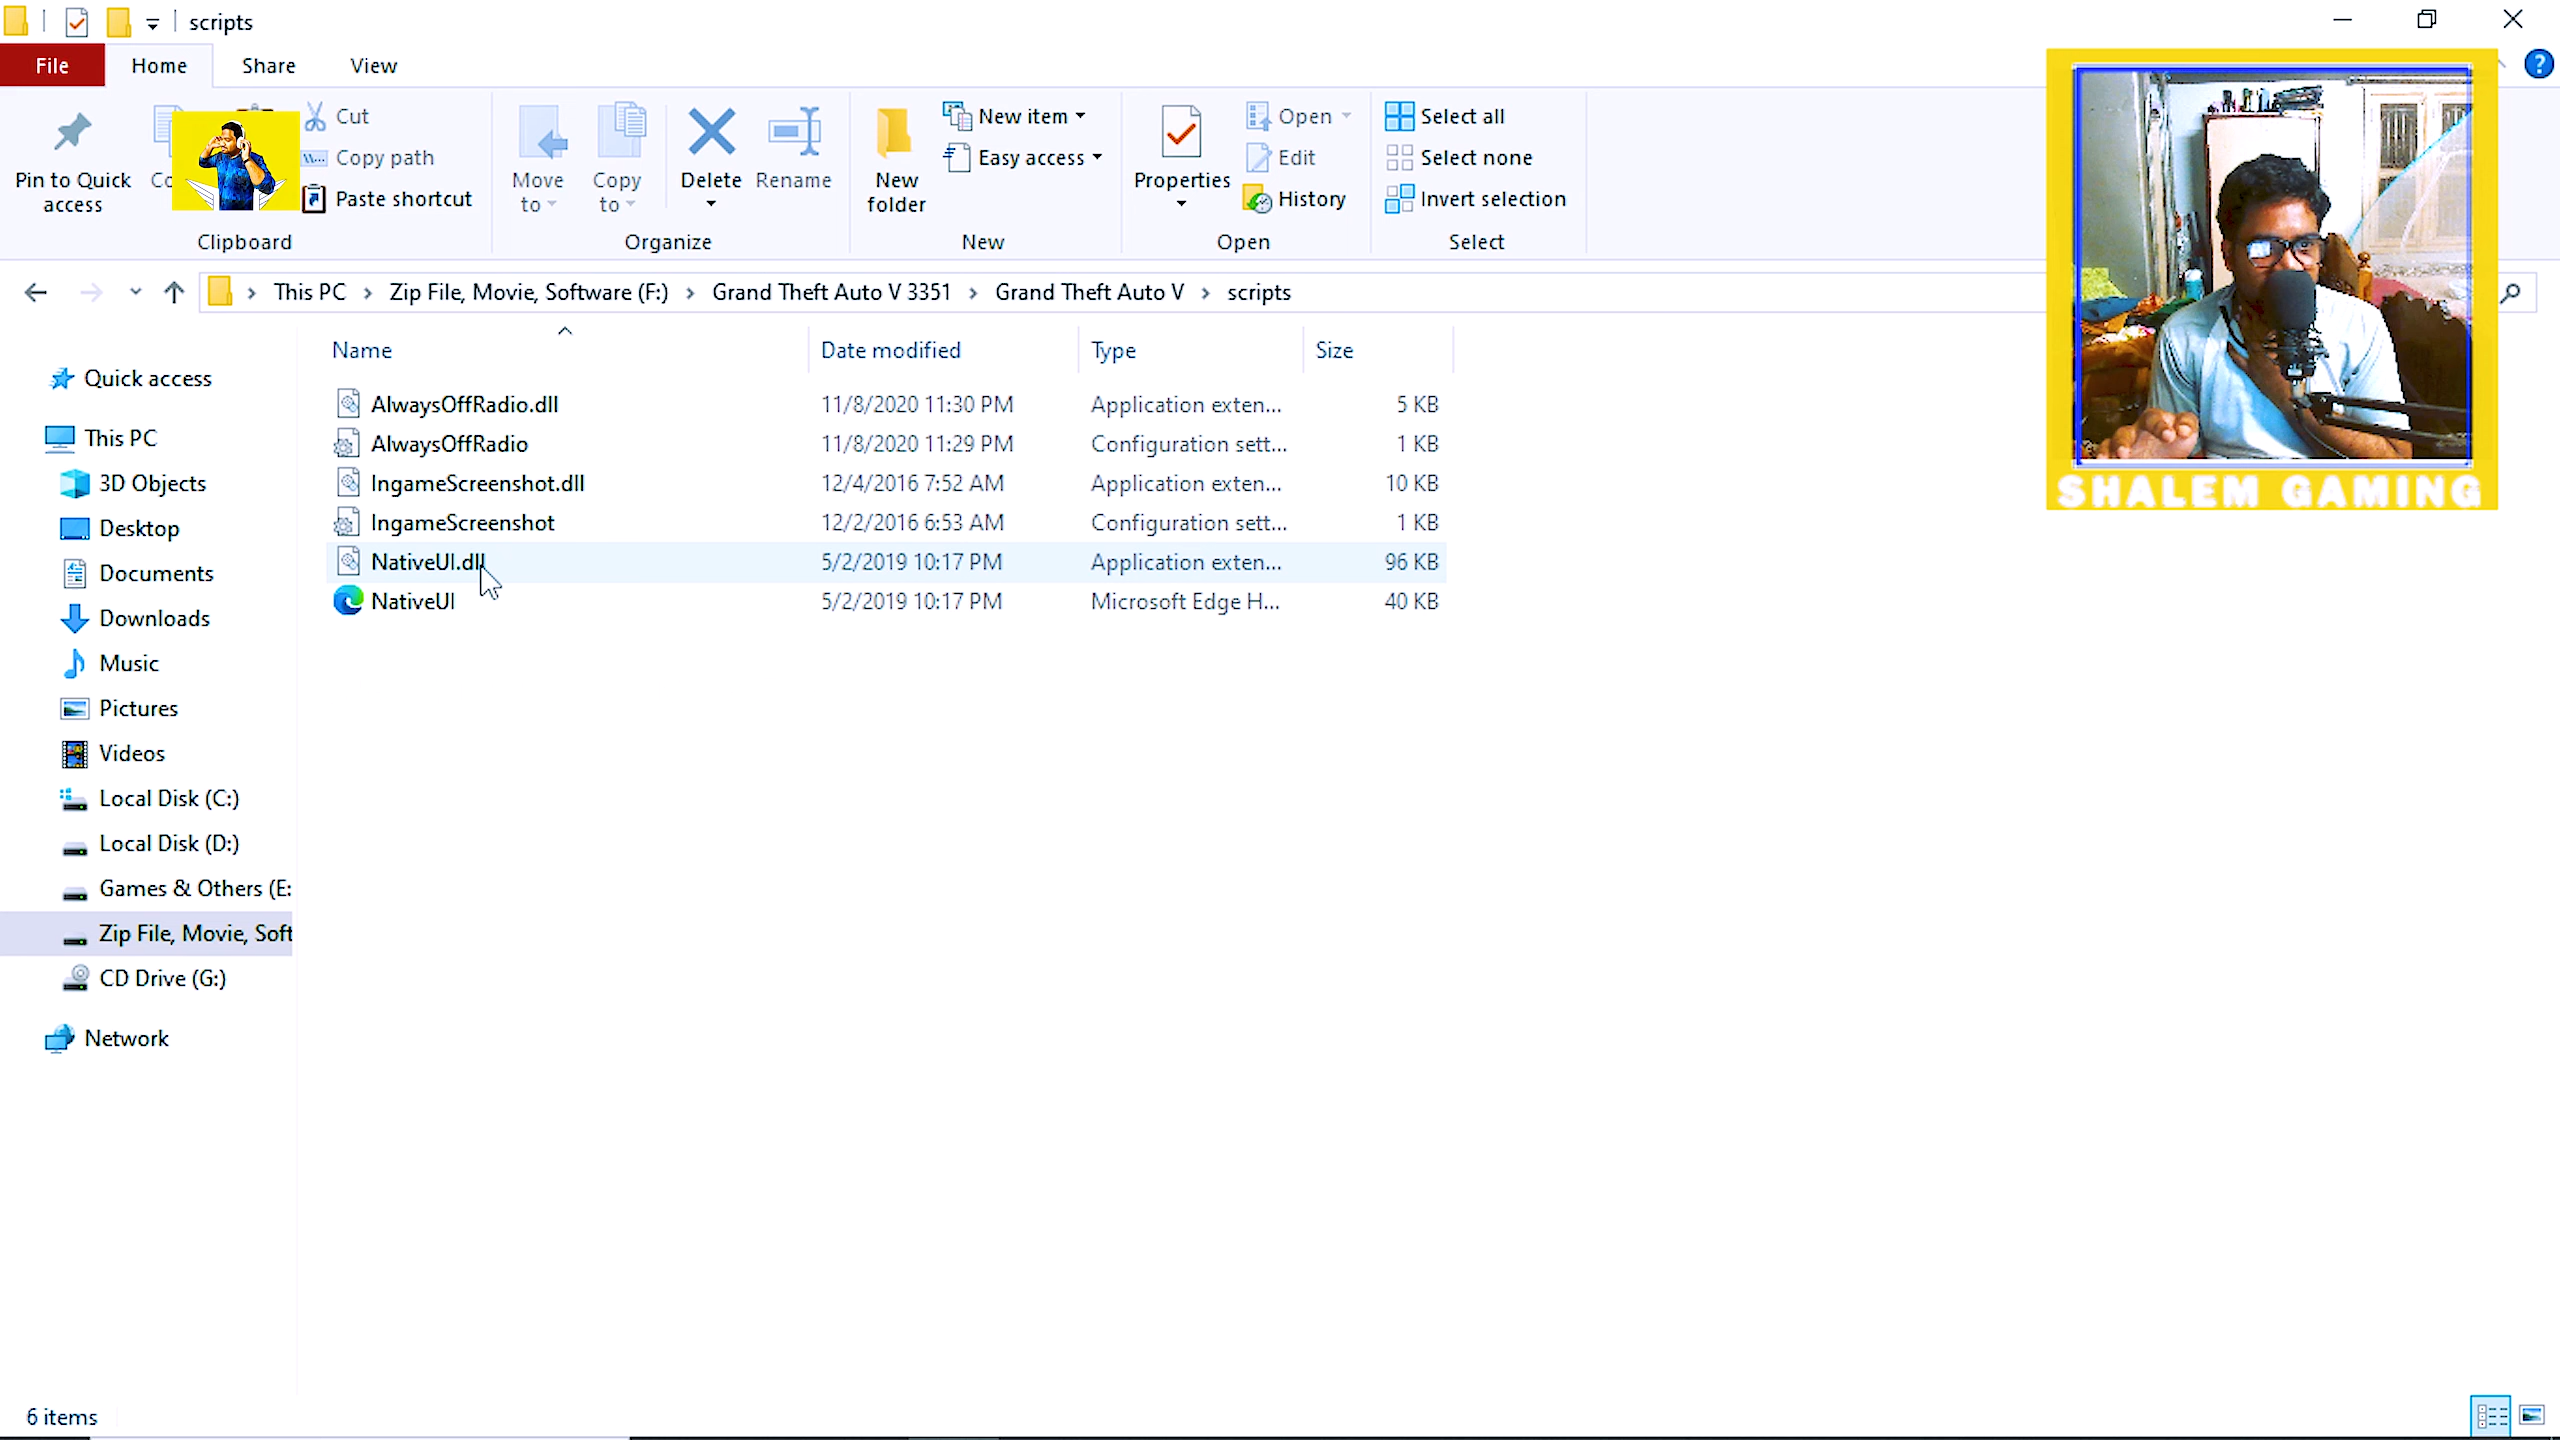 scripts
File Home Share View
Pin to Quick access
Co
Cut
Copy path
Paste shortcut
Clipboard
Move to
Copy to
Delete
Rename
Organize
New folder
New item
Easy access
New
Properties
Open
Edit
History
Open
Select all
Select none
Invert selection
Select
This PC > Zip File, Movie, Software (F:) > Grand Theft Auto V 3351 > Grand Theft Auto V > scripts
SHALEM GAMING
Name Date modified Type Size
AlwaysOffRadio.dll 11/8/2020 11:30 PM Application exten... 5 KB
AlwaysOffRadio 11/8/2020 11:29 PM Configuration sett... 1 KB
IngameScreenshot.dll 12/4/2016 7:52 AM Application exten... 10 KB
IngameScreenshot 12/2/2016 6:53 AM Configuration sett... 1 KB
NativeUI.dll 5/2/2019 10:17 PM Application exten... 96 KB
NativeUI 5/2/2019 10:17 PM Microsoft Edge H... 40 KB
Quick access
This PC
3D Objects
Desktop
Documents
Downloads
Music
Pictures
Videos
Local Disk (C:)
Local Disk (D:)
Games & Others (E:
Zip File, Movie, Soft
CD Drive (G:)
Network
6 items